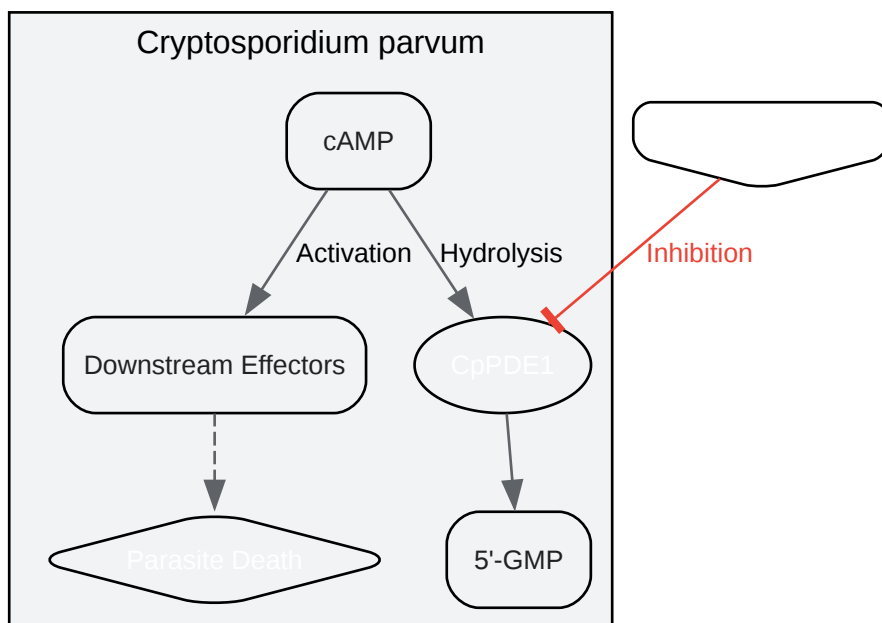 Cryptosporidium parvum
cAMP
Activation
Hydrolysis
Inhibition
Downstream Effectors
CpPDE1
Parasite Death
5'-GMP